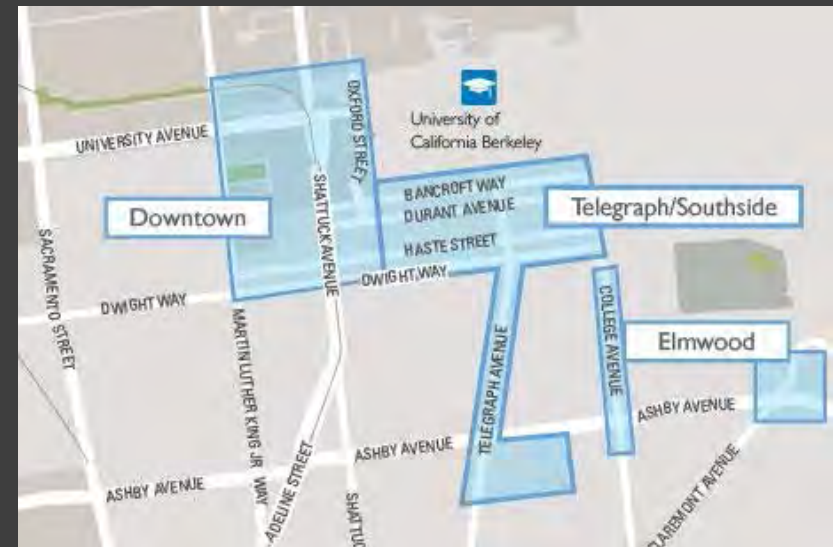 University of
California Berkeley
UNIVERSITY AVENUE
OXFORD STREET
BANCROFT WAY
DURANT AVENUE
Telegraph/Southside
Downtown
SHATTUCK AVENUE
HASTE STREET
DWIGHT WAY
SACRAMENTO STREET
DWIGHT WAY
COLLEGE AVENUE
Elmwood
MARTIN LUTHER KING JR WAY
TELEGRAPH AVENUE
ASHBY AVENUE
ASHBY AVENUE
ASHBY AVENUE
ADELINE STREET
SHATTUC
CLAREMONT AVENUE